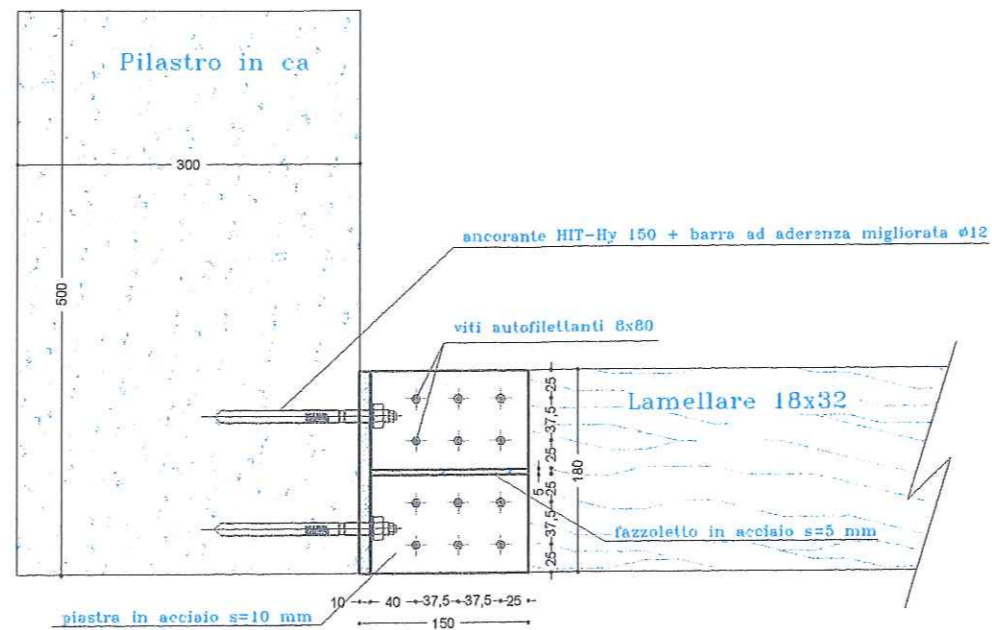 Pilastro in ca
300
500
ancorante HIT-Hy 150 + barra ad aderenza migliorata ø12
viti autofilettanti 8x80
Lamellare 18x32
25
37,5
25
5
25
37,5
25
180
fazzoletto in acciaio s=5 mm
10 40 37,5 37,5 25
150
piastra in acciaio s=10 mm